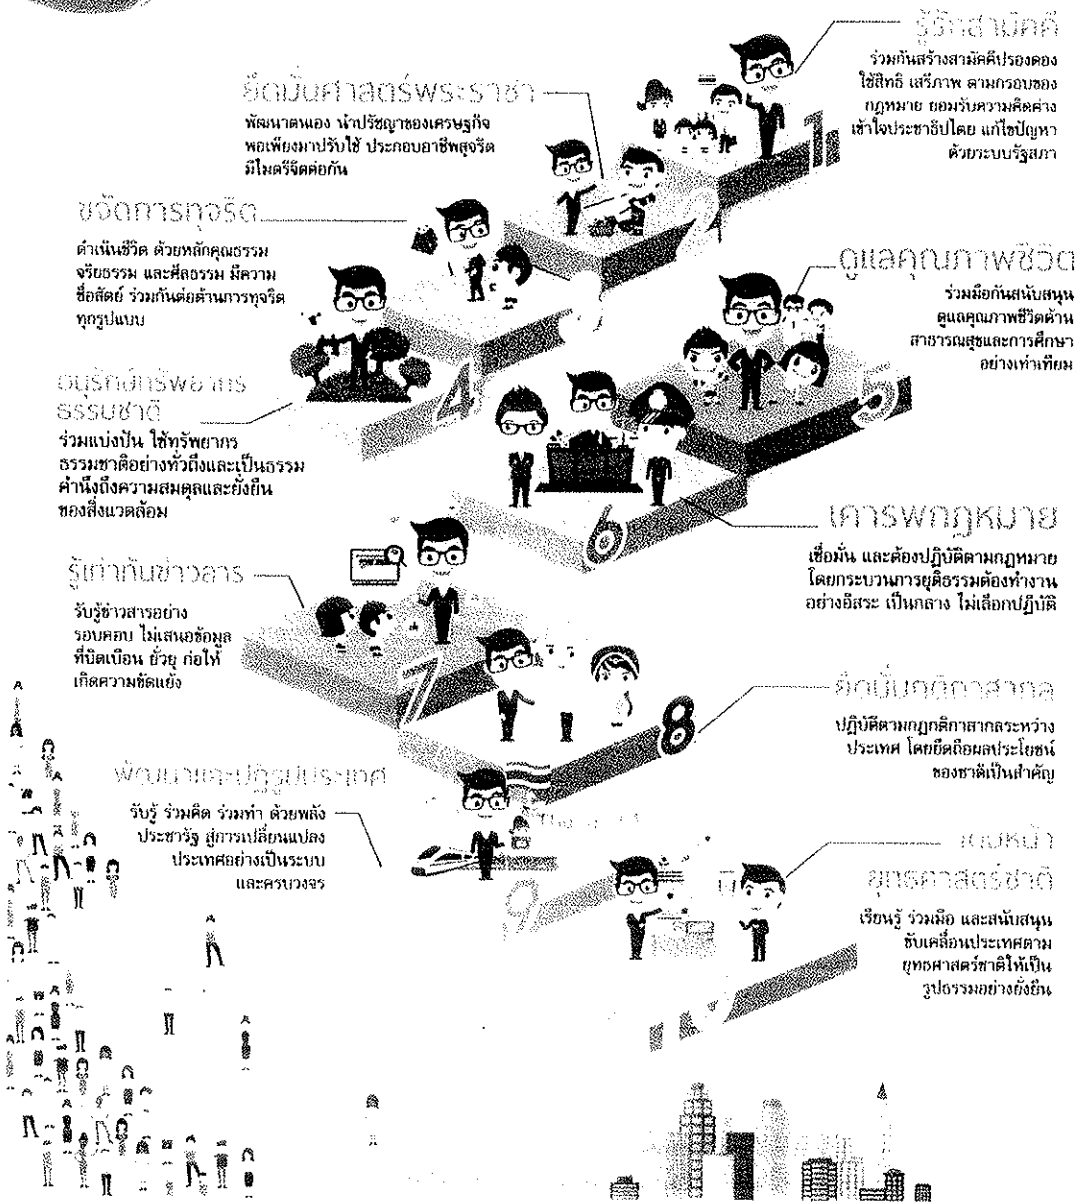 รู้รักสามัคคี
ร่วมกันสร้างสามัคคีปรองดอง
ใช้สิทธิ เสรีภาพ ตามกรอบของ
กฎหมาย ยอมรับความคิดต่าง
เข้าใจประชาธิปไตย แก้ไขปัญหา
ด้วยระบบรัฐสภา
1
ยึดมั่นศาสตร์พระราชา
พัฒนาตนเอง นำปรัชญาของเศรษฐกิจ
พอเพียงมาปรับใช้ ประกอบอาชีพสุจริต
มีไมตรีจิตต่อกัน
2
ขจัดการทุจริต
ดำเนินชีวิต ด้วยหลักคุณธรรม
จริยธรรม และศีลธรรม มีความ
ซื่อสัตย์ ร่วมกันต่อต้านการทุจริต
ทุกรูปแบบ
3
อนุรักษ์ทรัพยากร
ธรรมชาติ
ร่วมแบ่งปัน ใช้ทรัพยากร
ธรรมชาติอย่างทั่วถึงและเป็นธรรม
คำนึงถึงความสมดุลและยั่งยืน
ของสิ่งแวดล้อม
4
ดูแลคุณภาพชีวิต
ร่วมมือกันสนับสนุน
ดูแลคุณภาพชีวิตด้าน
สาธารณสุขและการศึกษา
อย่างเท่าเทียม
5
เคารพกฎหมาย
เชื่อมั่น และต้องปฏิบัติตามกฎหมาย
โดยกระบวนการยุติธรรมต้องทำงาน
อย่างอิสระ เป็นกลาง ไม่เลือกปฏิบัติ
6
รู้เท่าทันข่าวสาร
รับรู้ข่าวสารอย่าง
รอบคอบ ไม่เสนอข้อมูล
ที่บิดเบือน ยั่วยุ ก่อให้
เกิดความขัดแย้ง
7
ยึดมั่นกติกาสากล
ปฏิบัติตามกฎกติกาสากลระหว่าง
ประเทศ โดยยึดถือผลประโยชน์
ของชาติเป็นสำคัญ
8
พัฒนาและปฏิรูปประเทศ
รับรู้ ร่วมคิด ร่วมทำ ด้วยพลัง
ประชารัฐ สู่การเปลี่ยนแปลง
ประเทศอย่างเป็นระบบ
และครบวงจร
9
เดินหน้า
ยุทธศาสตร์ชาติ
เรียนรู้ ร่วมมือ และสนับสนุน
ขับเคลื่อนประเทศตาม
ยุทธศาสตร์ชาติให้เป็น
รูปธรรมอย่างยั่งยืน
10